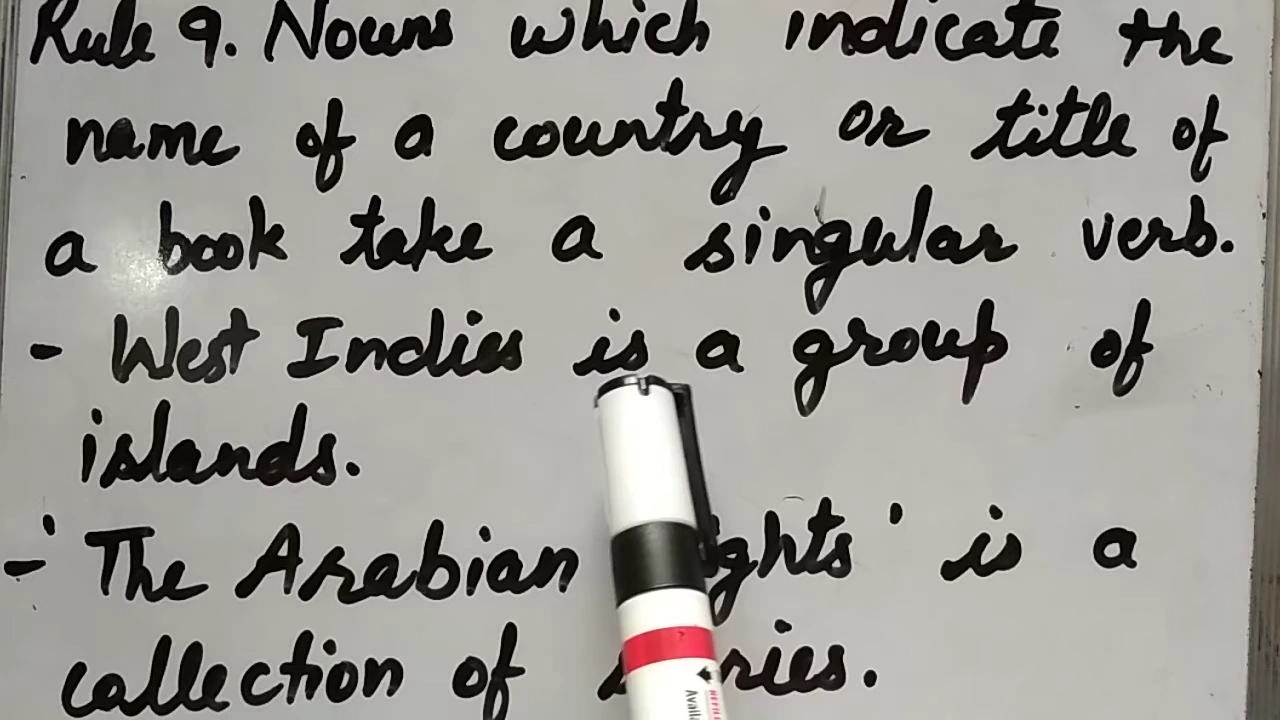 Rule 9. Nouns which indicate the
name of a country or title of
a book take a singular verb.
- West Indies is a group of
islands.
- 'The Arabian ights' is a
collection of s ries.